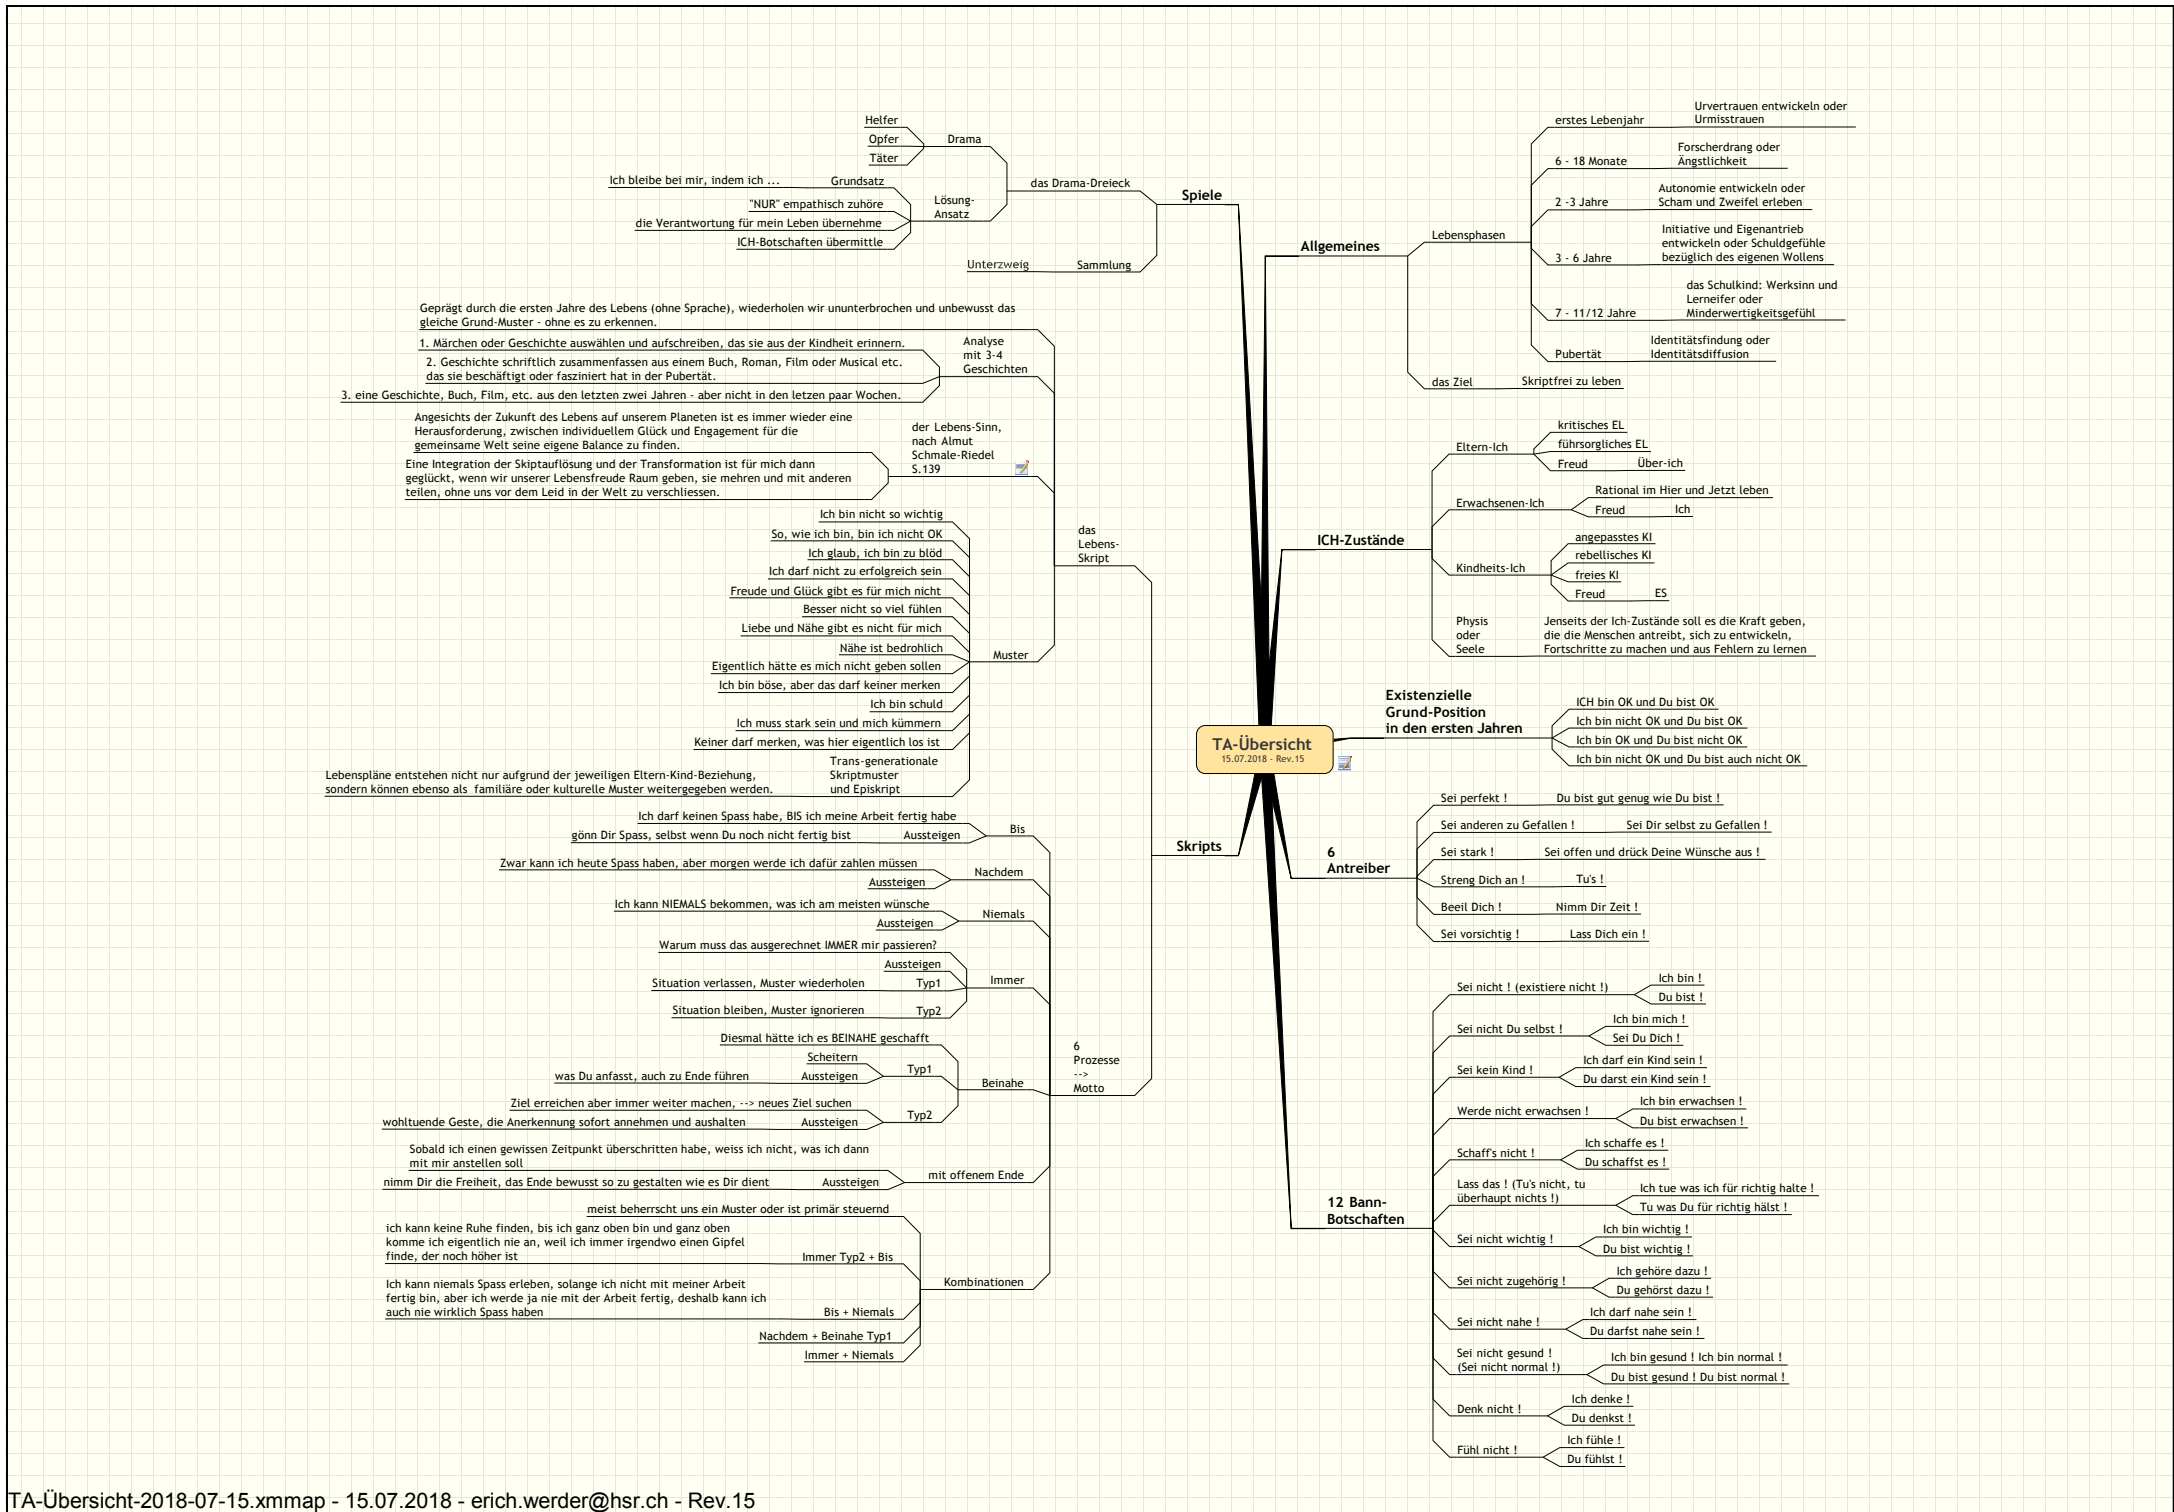 TA-Übersicht
15.07.2018 - Rev.15
Spiele
das Drama-Dreieck
Drama
Helfer
Opfer
Täter
Lösung-
Ansatz
Grundsatz
Ich bleibe bei mir, indem ich ...
"NUR" empathisch zuhöre
die Verantwortung für mein Leben übernehme
ICH-Botschaften übermittle
Sammlung
Unterzweig
Skripts
das
Lebens-
Skript
Geprägt durch die ersten Jahre des Lebens (ohne Sprache), wiederholen wir ununterbrochen und unbewusst das
gleiche Grund-Muster - ohne es zu erkennen.
Analyse
mit 3-4
Geschichten
1. Märchen oder Geschichte auswählen und aufschreiben, das sie aus der Kindheit erinnern.
2. Geschichte schriftlich zusammenfassen aus einem Buch, Roman, Film oder Musical etc.
das sie beschäftigt oder fasziniert hat in der Pubertät.
3. eine Geschichte, Buch, Film, etc. aus den letzten zwei Jahren - aber nicht in den letzen paar Wochen.
der Lebens-Sinn,
nach Almut
Schmale-Riedel
S.139
Angesichts der Zukunft des Lebens auf unserem Planeten ist es immer wieder eine
Herausforderung, zwischen individuellem Glück und Engagement für die
gemeinsame Welt seine eigene Balance zu finden.
Eine Integration der Skiptauflösung und der Transformation ist für mich dann
geglückt, wenn wir unserer Lebensfreude Raum geben, sie mehren und mit anderen
teilen, ohne uns vor dem Leid in der Welt zu verschliessen.
Muster
Ich bin nicht so wichtig
So, wie ich bin, bin ich nicht OK
Ich glaub, ich bin zu blöd
Ich darf nicht zu erfolgreich sein
Freude und Glück gibt es für mich nicht
Besser nicht so viel fühlen
Liebe und Nähe gibt es nicht für mich
Nähe ist bedrohlich
Eigentlich hätte es mich nicht geben sollen
Ich bin böse, aber das darf keiner merken
Ich bin schuld
Ich muss stark sein und mich kümmern
Keiner darf merken, was hier eigentlich los ist
Trans-generationale
Skriptmuster
und Episkript
Lebenspläne entstehen nicht nur aufgrund der jeweiligen Eltern-Kind-Beziehung,
sondern können ebenso als familiäre oder kulturelle Muster weitergegeben werden.
6
Prozesse
-->
Motto
Bis
Ich darf keinen Spass habe, BIS ich meine Arbeit fertig habe
Aussteigen
gönn Dir Spass, selbst wenn Du noch nicht fertig bist
Nachdem
Zwar kann ich heute Spass haben, aber morgen werde ich dafür zahlen müssen
Aussteigen
Niemals
Ich kann NIEMALS bekommen, was ich am meisten wünsche
Aussteigen
Immer
Warum muss das ausgerechnet IMMER mir passieren?
Aussteigen
Typ1
Situation verlassen, Muster wiederholen
Typ2
Situation bleiben, Muster ignorieren
Beinahe
Diesmal hätte ich es BEINAHE geschafft
Typ1
Scheitern
Aussteigen
was Du anfasst, auch zu Ende führen
Typ2
Ziel erreichen aber immer weiter machen, --> neues Ziel suchen
Aussteigen
wohltuende Geste, die Anerkennung sofort annehmen und aushalten
mit offenem Ende
Sobald ich einen gewissen Zeitpunkt überschritten habe, weiss ich nicht, was ich dann
mit mir anstellen soll
Aussteigen
nimm Dir die Freiheit, das Ende bewusst so zu gestalten wie es Dir dient
Kombinationen
meist beherrscht uns ein Muster oder ist primär steuernd
Immer Typ2 + Bis
ich kann keine Ruhe finden, bis ich ganz oben bin und ganz oben
komme ich eigentlich nie an, weil ich immer irgendwo einen Gipfel
finde, der noch höher ist
Bis + Niemals
Ich kann niemals Spass erleben, solange ich nicht mit meiner Arbeit
fertig bin, aber ich werde ja nie mit der Arbeit fertig, deshalb kann ich
auch nie wirklich Spass haben
Nachdem + Beinahe Typ1
Immer + Niemals
Allgemeines
Lebensphasen
erstes Lebenjahr
Urvertrauen entwickeln oder
Urmisstrauen
6 - 18 Monate
Forscherdrang oder
Ängstlichkeit
2 -3 Jahre
Autonomie entwickeln oder
Scham und Zweifel erleben
3 - 6 Jahre
Initiative und Eigenantrieb
entwickeln oder Schuldgefühle
bezüglich des eigenen Wollens
7 - 11/12 Jahre
das Schulkind: Werksinn und
Lerneifer oder
Minderwertigkeitsgefühl
Pubertät
Identitätsfindung oder
Identitätsdiffusion
das Ziel
Skriptfrei zu leben
ICH-Zustände
Eltern-Ich
kritisches EL
führsorgliches EL
Freud
Über-ich
Erwachsenen-Ich
Rational im Hier und Jetzt leben
Freud
Ich
Kindheits-Ich
angepasstes KI
rebellisches KI
freies KI
Freud
ES
Physis
oder
Seele
Jenseits der Ich-Zustände soll es die Kraft geben,
die die Menschen antreibt, sich zu entwickeln,
Fortschritte zu machen und aus Fehlern zu lernen
Existenzielle
Grund-Position
in den ersten Jahren
ICH bin OK und Du bist OK
Ich bin nicht OK und Du bist OK
Ich bin OK und Du bist nicht OK
Ich bin nicht OK und Du bist auch nicht OK
6
Antreiber
Sei perfekt !
Du bist gut genug wie Du bist !
Sei anderen zu Gefallen !
Sei Dir selbst zu Gefallen !
Sei stark !
Sei offen und drück Deine Wünsche aus !
Streng Dich an !
Tu's !
Beeil Dich !
Nimm Dir Zeit !
Sei vorsichtig !
Lass Dich ein !
12 Bann-
Botschaften
Sei nicht ! (existiere nicht !)
Ich bin !
Du bist !
Sei nicht Du selbst !
Ich bin mich !
Sei Du Dich !
Sei kein Kind !
Ich darf ein Kind sein !
Du darst ein Kind sein !
Werde nicht erwachsen !
Ich bin erwachsen !
Du bist erwachsen !
Schaff's nicht !
Ich schaffe es !
Du schaffst es !
Lass das ! (Tu's nicht, tu
überhaupt nichts !)
Ich tue was ich für richtig halte !
Tu was Du für richtig hälst !
Sei nicht wichtig !
Ich bin wichtig !
Du bist wichtig !
Sei nicht zugehörig !
Ich gehöre dazu !
Du gehörst dazu !
Sei nicht nahe !
Ich darf nahe sein !
Du darfst nahe sein !
Sei nicht gesund !
(Sei nicht normal !)
Ich bin gesund ! Ich bin normal !
Du bist gesund ! Du bist normal !
Denk nicht !
Ich denke !
Du denkst !
Fühl nicht !
Ich fühle !
Du fühlst !
TA-Übersicht-2018-07-15.xmmap - 15.07.2018 - erich.werder@hsr.ch - Rev.15